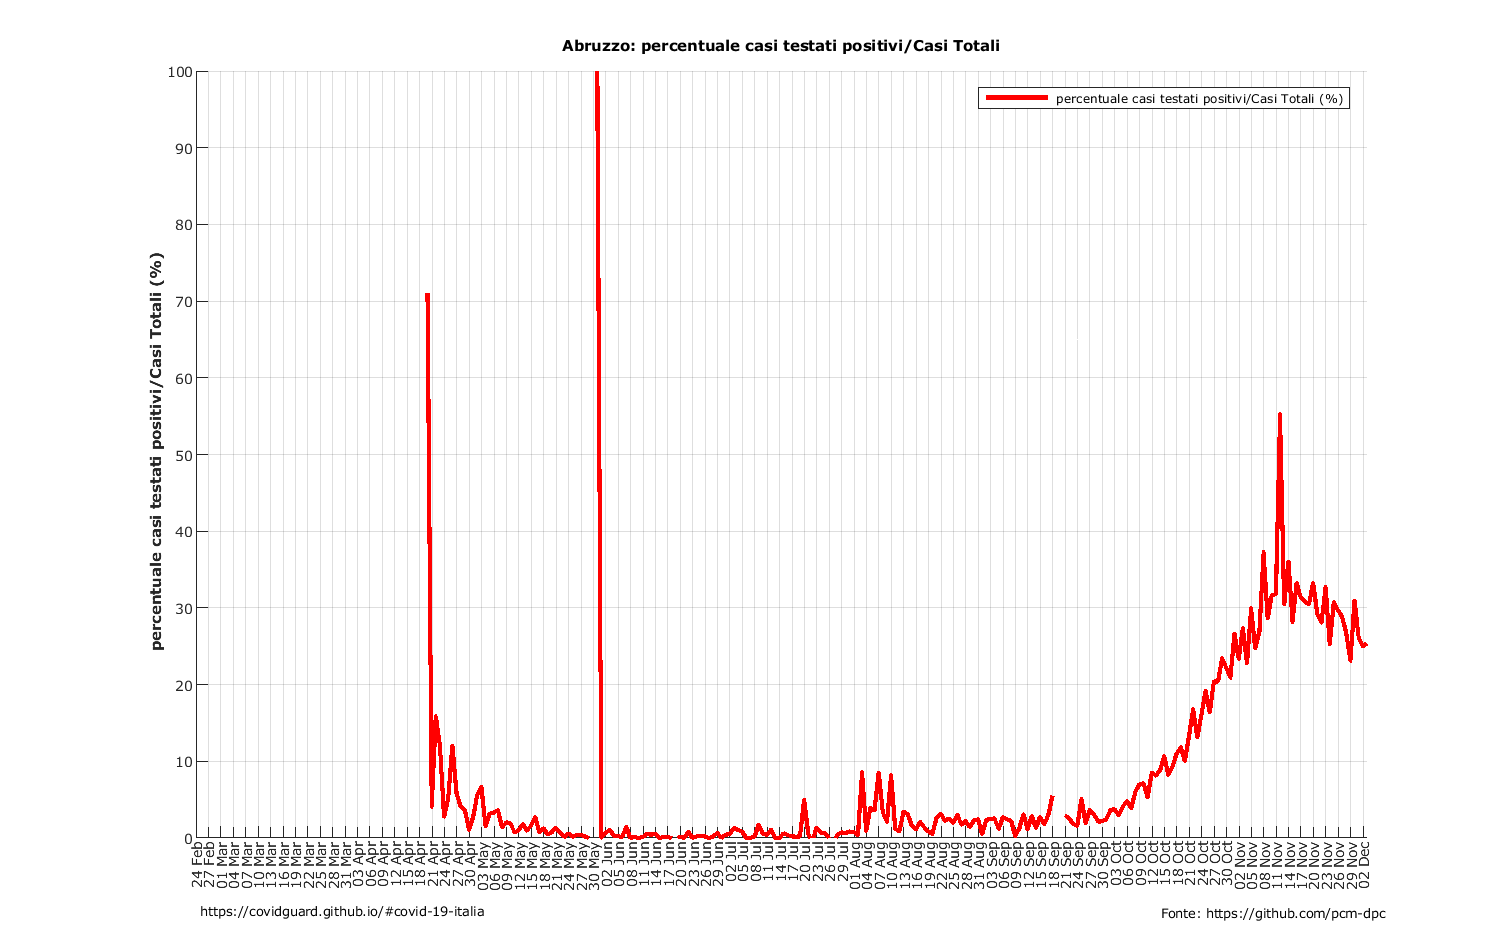 Abruzzo: percentuale casi testati positivi/Casi Totali
percentuale casi testati positivi/Casi Totali (%)
percentuale casi testati positivi/Casi Totali (%)
100
90
80
70
60
50
40
30
20
10
0
24 Feb
27 Feb
01 Mar
04 Mar
07 Mar
10 Mar
13 Mar
16 Mar
19 Mar
22 Mar
25 Mar
28 Mar
31 Mar
03 Apr
06 Apr
09 Apr
12 Apr
15 Apr
18 Apr
21 Apr
24 Apr
27 Apr
30 Apr
03 May
06 May
09 May
12 May
15 May
18 May
21 May
24 May
27 May
30 May
02 Jun
05 Jun
08 Jun
11 Jun
14 Jun
17 Jun
20 Jun
23 Jun
26 Jun
29 Jun
02 Jul
05 Jul
08 Jul
11 Jul
14 Jul
17 Jul
20 Jul
23 Jul
26 Jul
29 Jul
01 Aug
04 Aug
07 Aug
10 Aug
13 Aug
16 Aug
19 Aug
22 Aug
25 Aug
28 Aug
31 Aug
03 Sep
06 Sep
09 Sep
12 Sep
15 Sep
18 Sep
21 Sep
24 Sep
27 Sep
30 Sep
03 Oct
06 Oct
09 Oct
12 Oct
15 Oct
18 Oct
21 Oct
24 Oct
27 Oct
30 Oct
02 Nov
05 Nov
08 Nov
11 Nov
14 Nov
17 Nov
20 Nov
23 Nov
26 Nov
29 Nov
02 Dec
https://covidguard.github.io/#covid-19-italia
Fonte: https://github.com/pcm-dpc